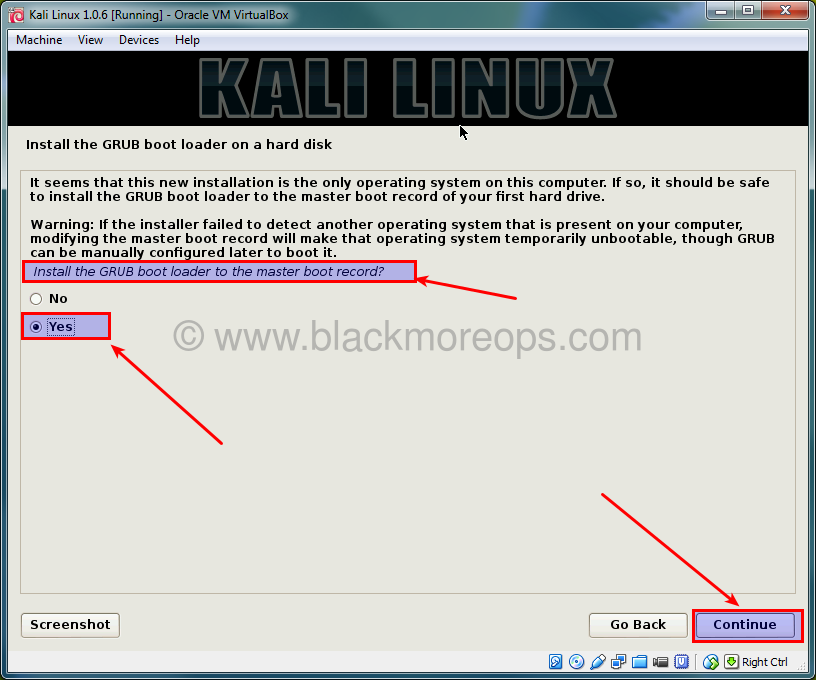 Kali Linux 1.0.6 [Running] - Oracle VM VirtualBox
Machine View Devices Help
KALI LINUX
Install the GRUB boot loader on a hard disk
It seems that this new installation is the only operating system on this computer. If so, it should be safe
to install the GRUB boot loader to the master boot record of your first hard drive.
Warning: If the installer failed to detect another operating system that is present on your computer,
modifying the master boot record will make that operating system temporarily unbootable, though GRUB
can be manually configured later to boot it.
Install the GRUB boot loader to the master boot record?
No
Yes
© www.blackmoreops.com
Screenshot Go Back Continue
Right Ctrl